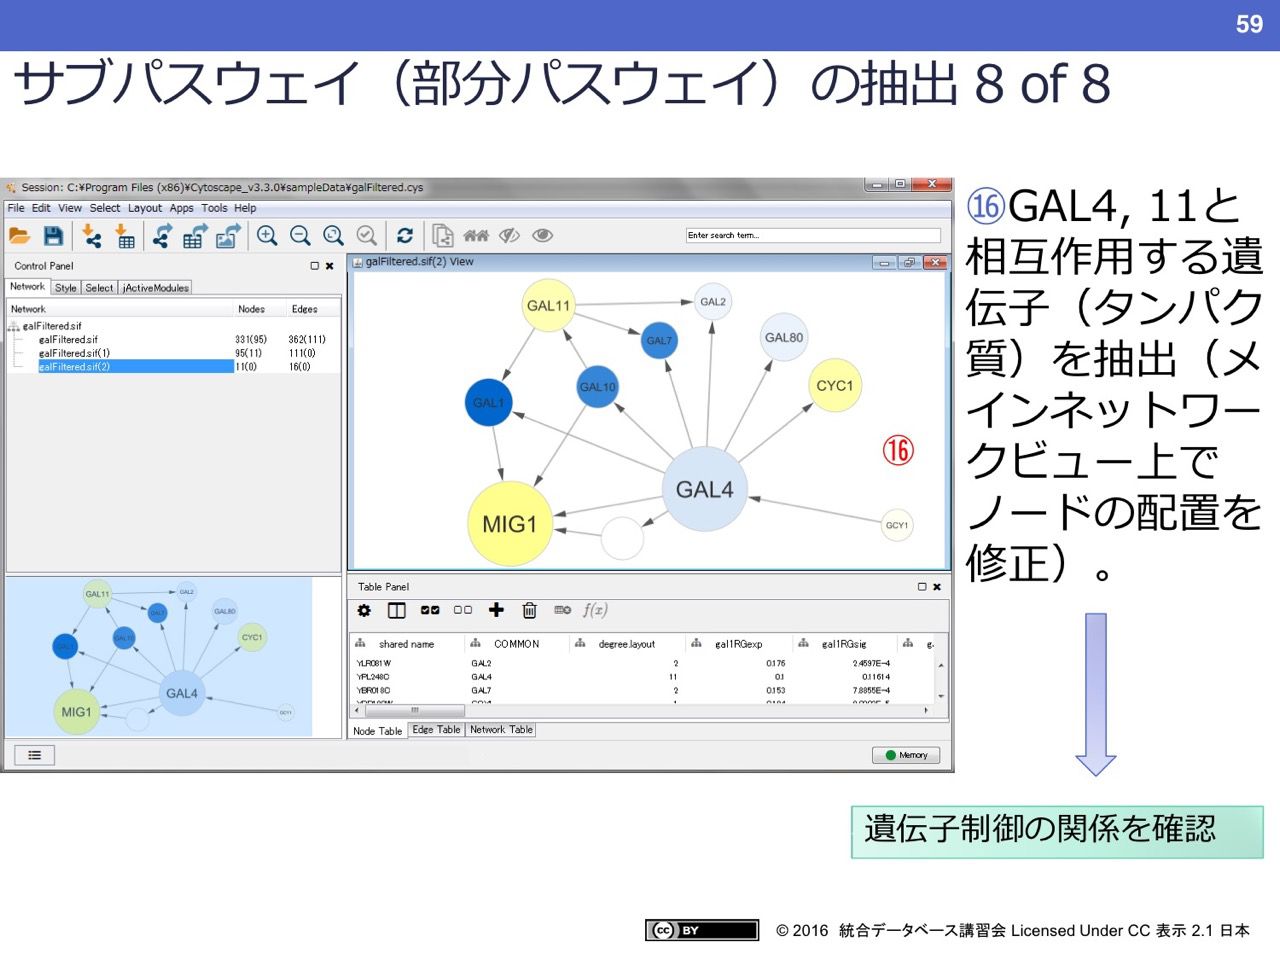 59
サブパスウェイ（部分パスウェイ）の抽出 8 of 8
Session: C:¥Program Files (x86)¥Cytoscape_v3.3.0¥sampleData¥galFiltered.cys
File Edit View Select Layout Apps Tools Help
Enter search term...
Control Panel
Network Style Select jActiveModules
Network Nodes Edges
galFiltered.sif
galFiltered.sif 331(95) 362(111)
galFiltered.sif(1) 95(11) 111(0)
galFiltered.sif(2) 11(0) 16(0)
galFiltered.sif(2) View
GAL11
GAL2
GAL7
GAL80
GAL10
CYC1
GAL1
⑯
GAL4
MIG1
GCY1
GAL11
GAL2
GAL80
CYC1
GAL4
MIG1
GCY1
Table Panel
f(x)
shared name COMMON degree.layout gal1RGexp gal1RGsig g.
YLR081W GAL2 2 0.176 2.4597E-4
YPL248C GAL4 11 0.1 0.11614
YBR018C GAL7 2 0.153 7.8855E-4
Node Table Edge Table Network Table
Memory
⑯GAL4, 11と
相互作用する遺
伝子（タンパク
質）を抽出（メ
インネットワー
クビュー上で
ノードの配置を
修正）。
遺伝子制御の関係を確認
cc BY
© 2016 統合データベース講習会 Licensed Under CC 表示 2.1 日本